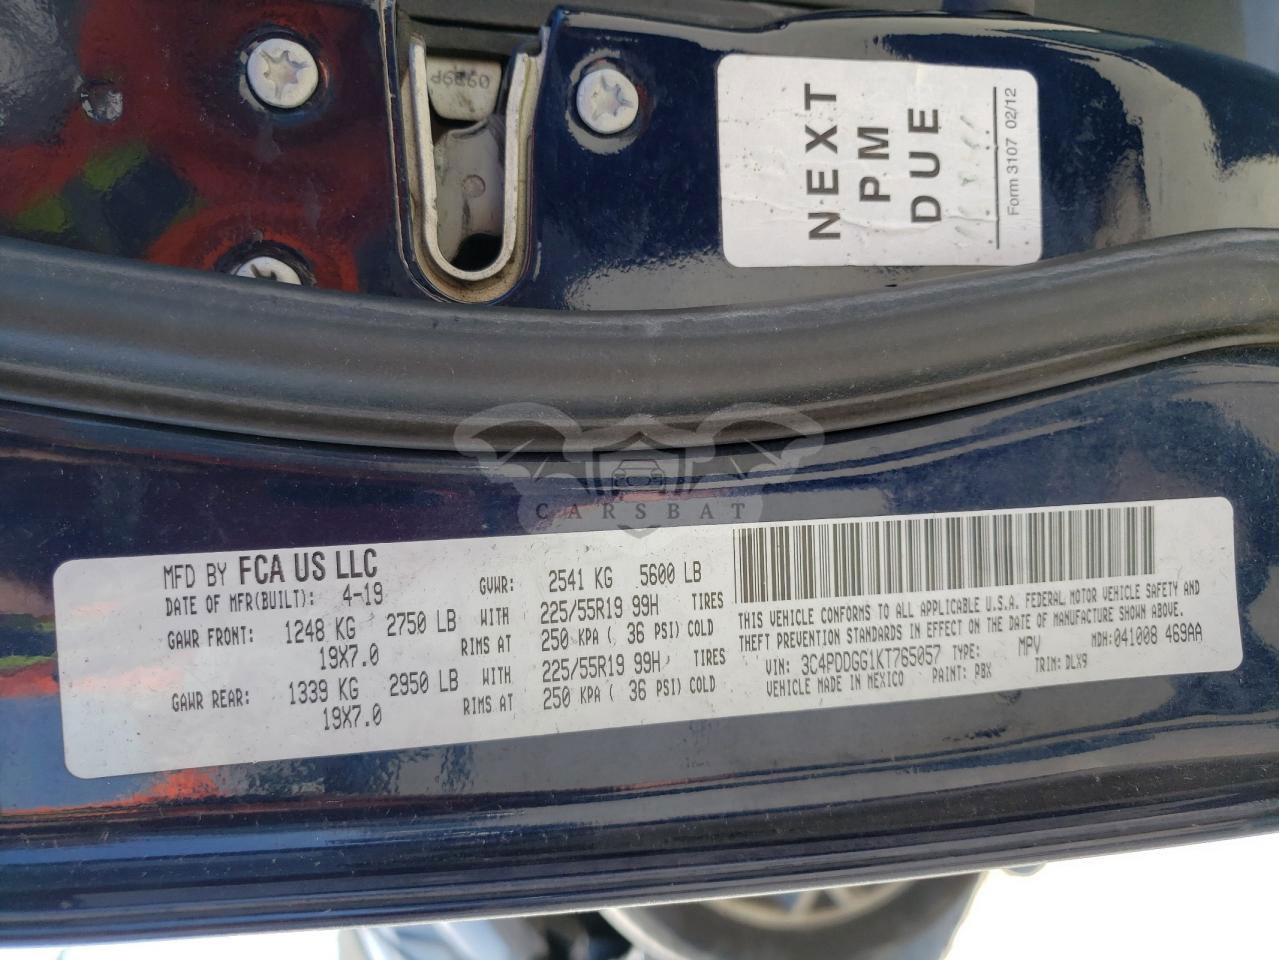 0939P
NEXT
PM
DUE
Form 3107 02/12
CARSBAT
MFD BY FCA US LLC
DATE OF MFR(BUILT): 4-19 GVWR: 2541 KG 5600 LB
GAWR FRONT: 1248 KG 2750 LB WITH 225/55R19 99H TIRES
19X7.0 RIMS AT 250 KPA ( 36 PSI) COLD
GAWR REAR: 1339 KG 2950 LB WITH 225/55R19 99H TIRES
19X7.0 RIMS AT 250 KPA ( 36 PSI) COLD
THIS VEHICLE CONFORMS TO ALL APPLICABLE U.S.A. FEDERAL MOTOR VEHICLE SAFETY AND
THEFT PREVENTION STANDARDS IN EFFECT ON THE DATE OF MANUFACTURE SHOWN ABOVE.
VIN: 3C4PDDGG1KT765057 TYPE: MPV MDH: 041008 469AA
VEHICLE MADE IN MEXICO PAINT: PBX TRIM: DLX9